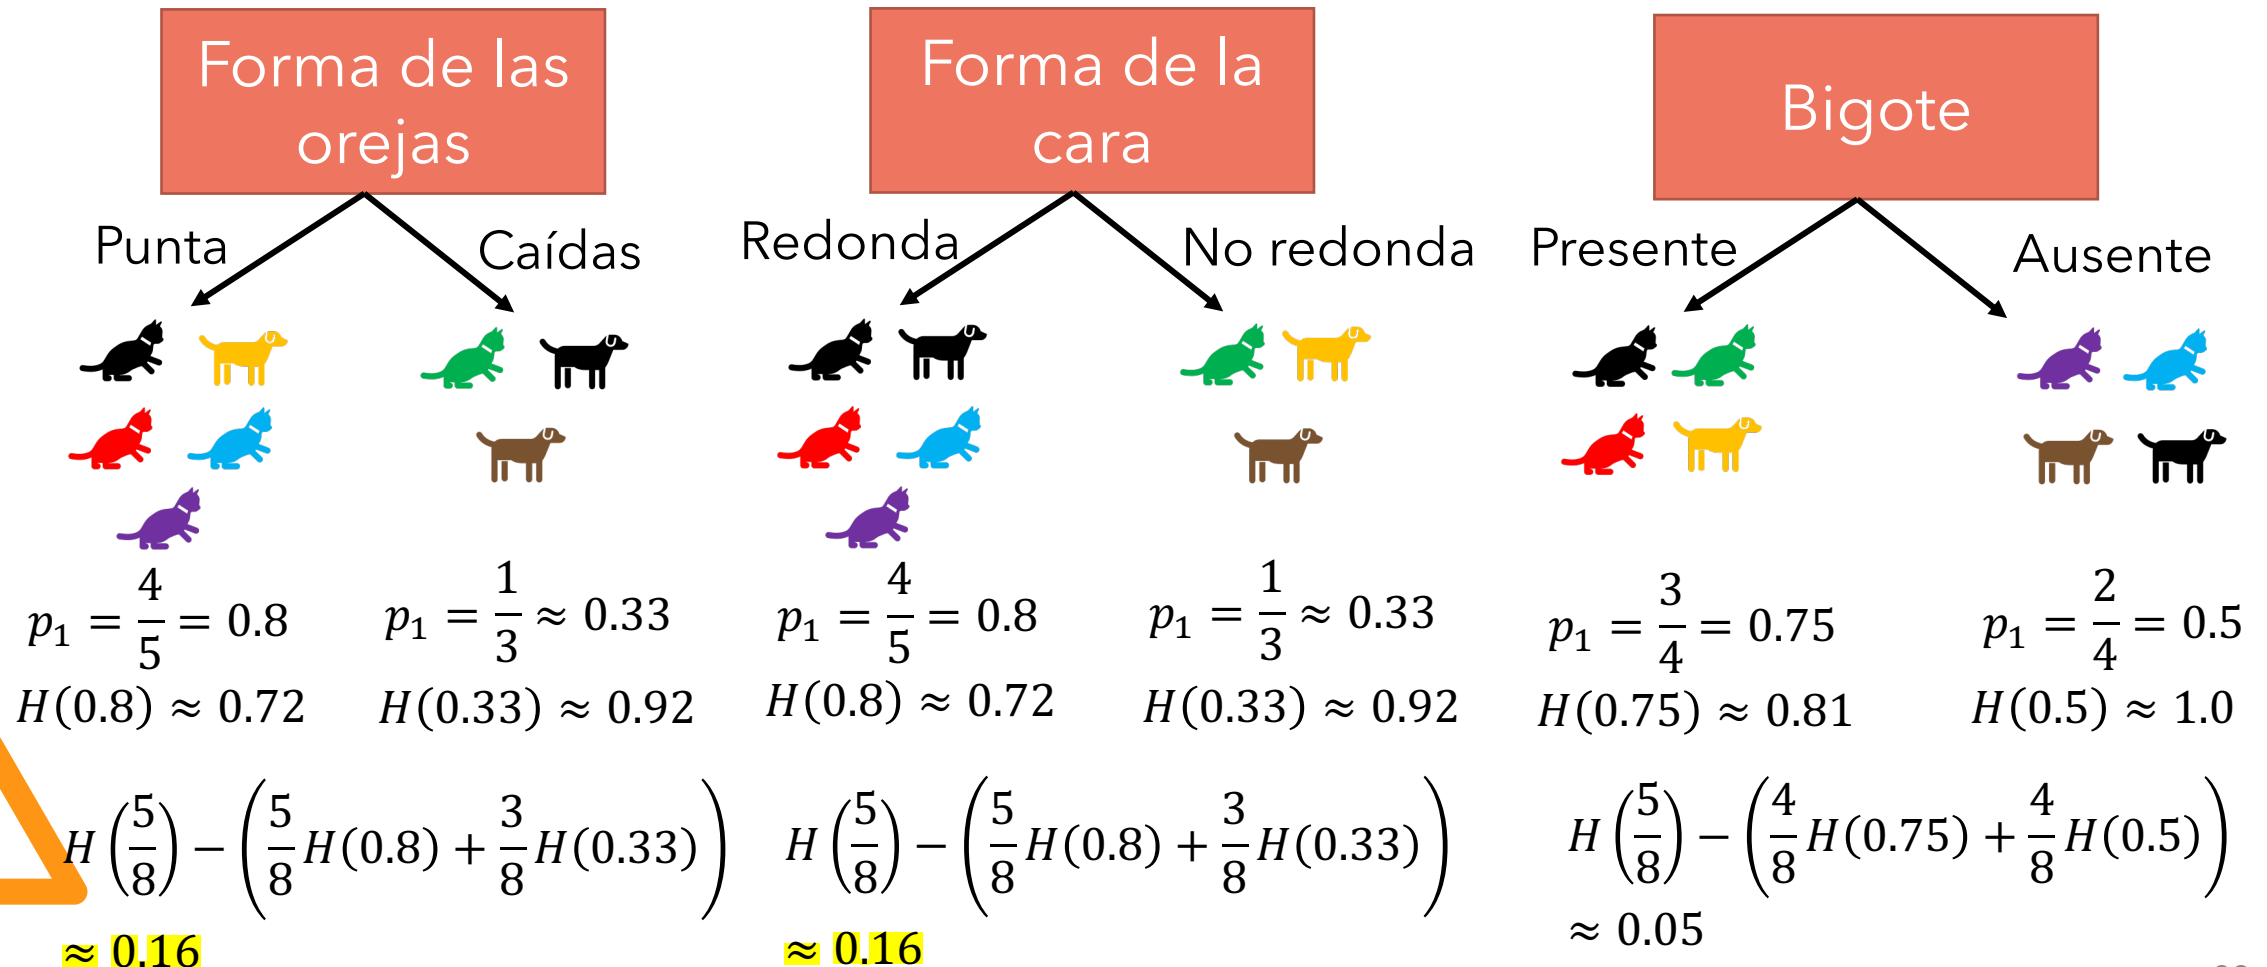 Forma de las
orejas
Punta
Caídas
p₁ = 4/5 = 0.8
p₁ = 1/3 ≈ 0.33
H(0.8) ≈ 0.72
H(0.33) ≈ 0.92
H(5/8) − (5/8 H(0.8) + 3/8 H(0.33))
≈ 0.16
Forma de la
cara
Redonda
No redonda
p₁ = 4/5 = 0.8
p₁ = 1/3 ≈ 0.33
H(0.8) ≈ 0.72
H(0.33) ≈ 0.92
H(5/8) − (5/8 H(0.8) + 3/8 H(0.33))
≈ 0.16
Bigote
Presente
Ausente
p₁ = 3/4 = 0.75
p₁ = 2/4 = 0.5
H(0.75) ≈ 0.81
H(0.5) ≈ 1.0
H(5/8) − (4/8 H(0.75) + 4/8 H(0.5))
≈ 0.05